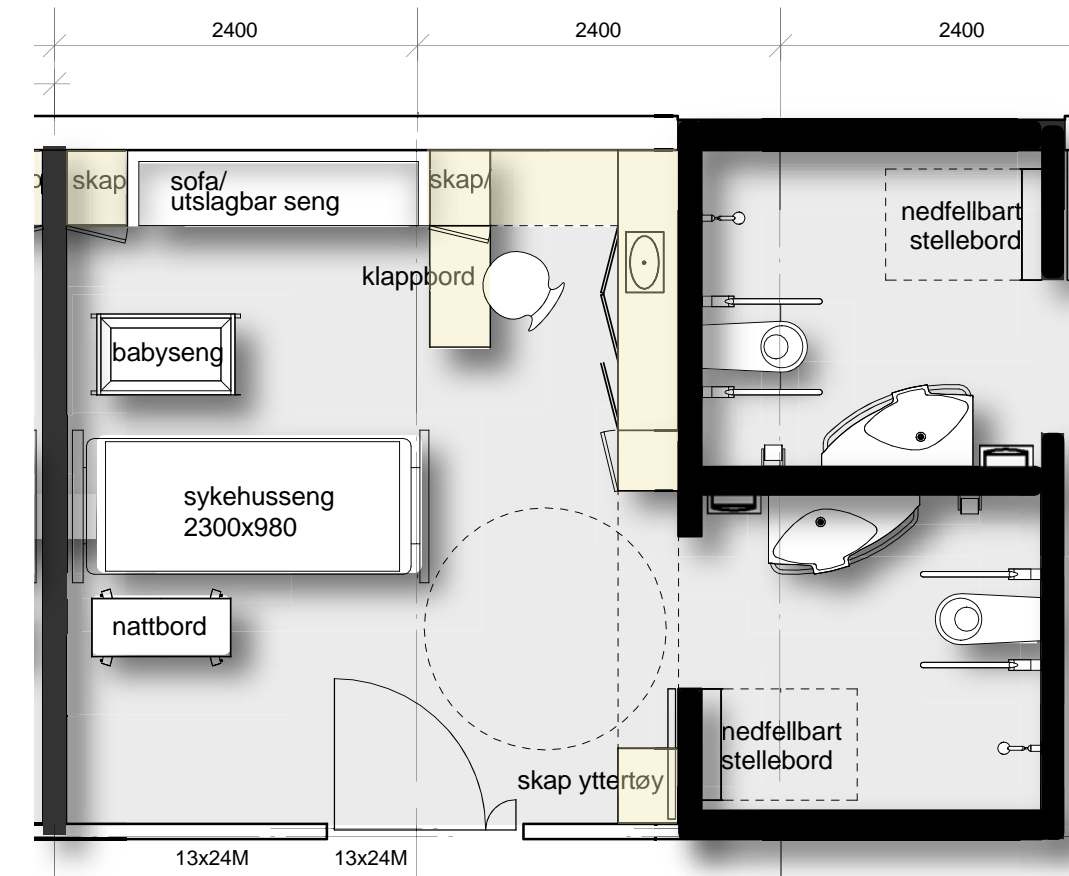 2400
2400
2400
skap
sofa/
utslagbar seng
skap/
klappbord
nedfellbart
stellebord
babyseng
sykehusseng
2300x980
nattbord
nedfellbart
stellebord
skap yttertøy
13x24M
13x24M